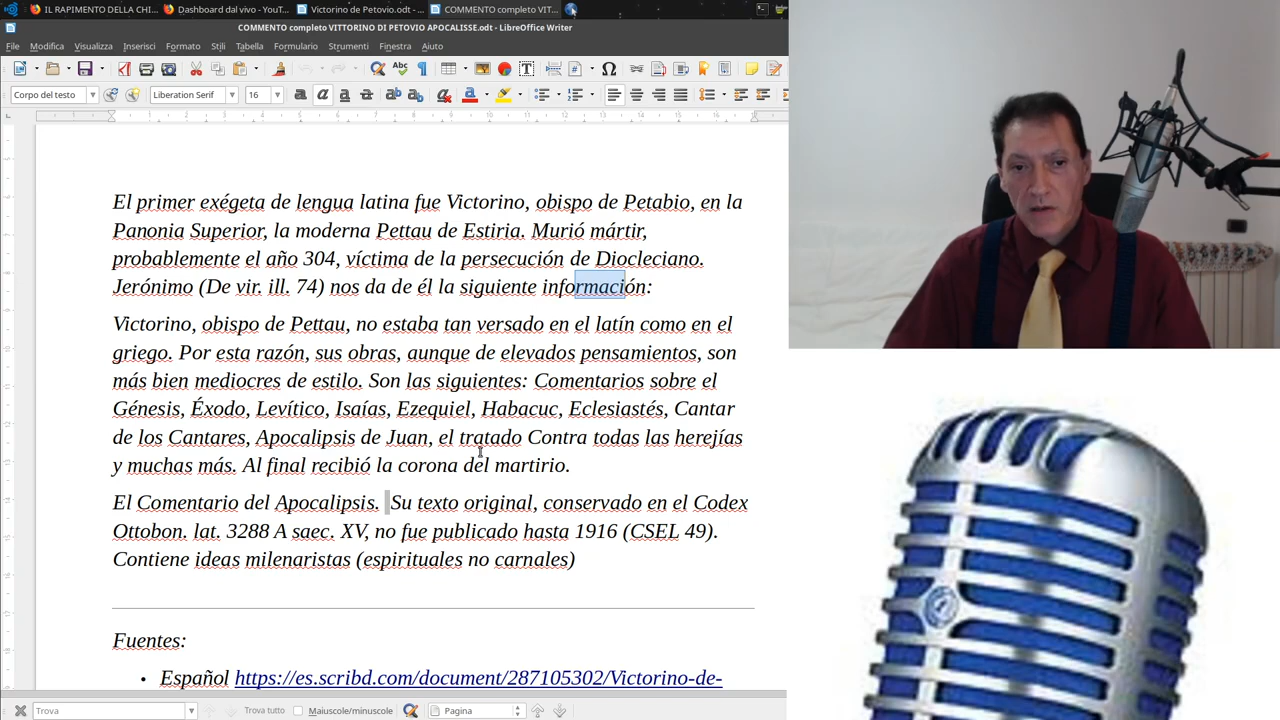 IL RAPIMENTO DELLA CHI...
Dashboard dal vivo - YouT...
Victorino de Petovio.odt - ...
COMMENTO completo VIT...
COMMENTO completo VITTORINO DI PETOVIO APOCALISSE.odt - LibreOffice Writer
File Modifica Visualizza Inserisci Formato Stili Tabella Formulario Strumenti Finestra Aiuto
Corpo del testo Liberation Serif 16
El primer exégeta de lengua latina fue Victorino, obispo de Petabio, en la
Panonia Superior, la moderna Pettau de Estiria. Murió mártir,
probablemente el año 304, víctima de la persecución de Diocleciano.
Jerónimo (De vir. ill. 74) nos da de él la siguiente información:
Victorino, obispo de Pettau, no estaba tan versado en el latín como en el
griego. Por esta razón, sus obras, aunque de elevados pensamientos, son
más bien mediocres de estilo. Son las siguientes: Comentarios sobre el
Génesis, Éxodo, Levítico, Isaías, Ezequiel, Habacuc, Eclesiastés, Cantar
de los Cantares, Apocalipsis de Juan, el tratado Contra todas las herejías
y muchas más. Al final recibió la corona del martirio.
El Comentario del Apocalipsis. Su texto original, conservado en el Codex
Ottobon. lat. 3288 A saec. XV, no fue publicado hasta 1916 (CSEL 49).
Contiene ideas milenaristas (espirituales no carnales)
Fuentes:
• Español https://es.scribd.com/document/287105302/Victorino-de-
Trova Trova tutto Maiuscole/minuscole Pagina